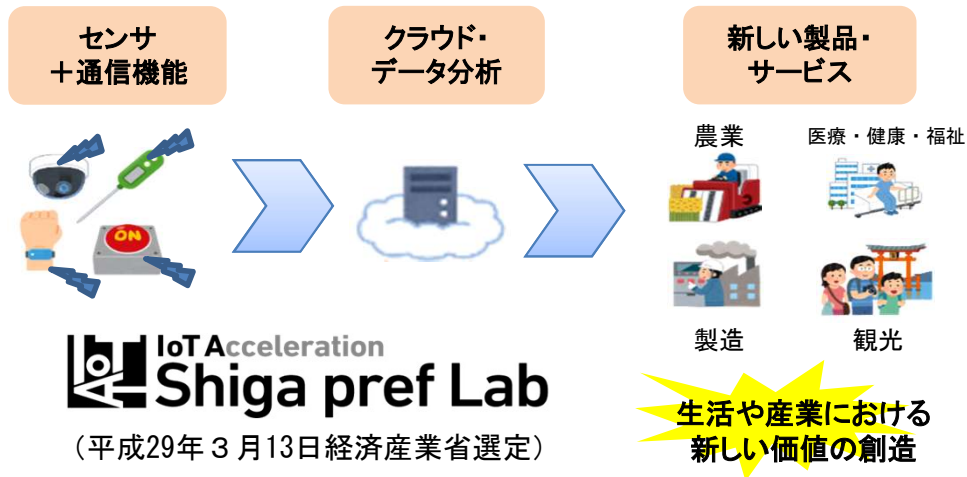 センサ
＋通信機能
クラウド・
データ分析
新しい製品・
サービス
農業
医療・健康・福祉
ON
製造
観光
IoT
IoT Acceleration
Shiga pref Lab
（平成29年３月13日経済産業省選定）
生活や産業における
新しい価値の創造